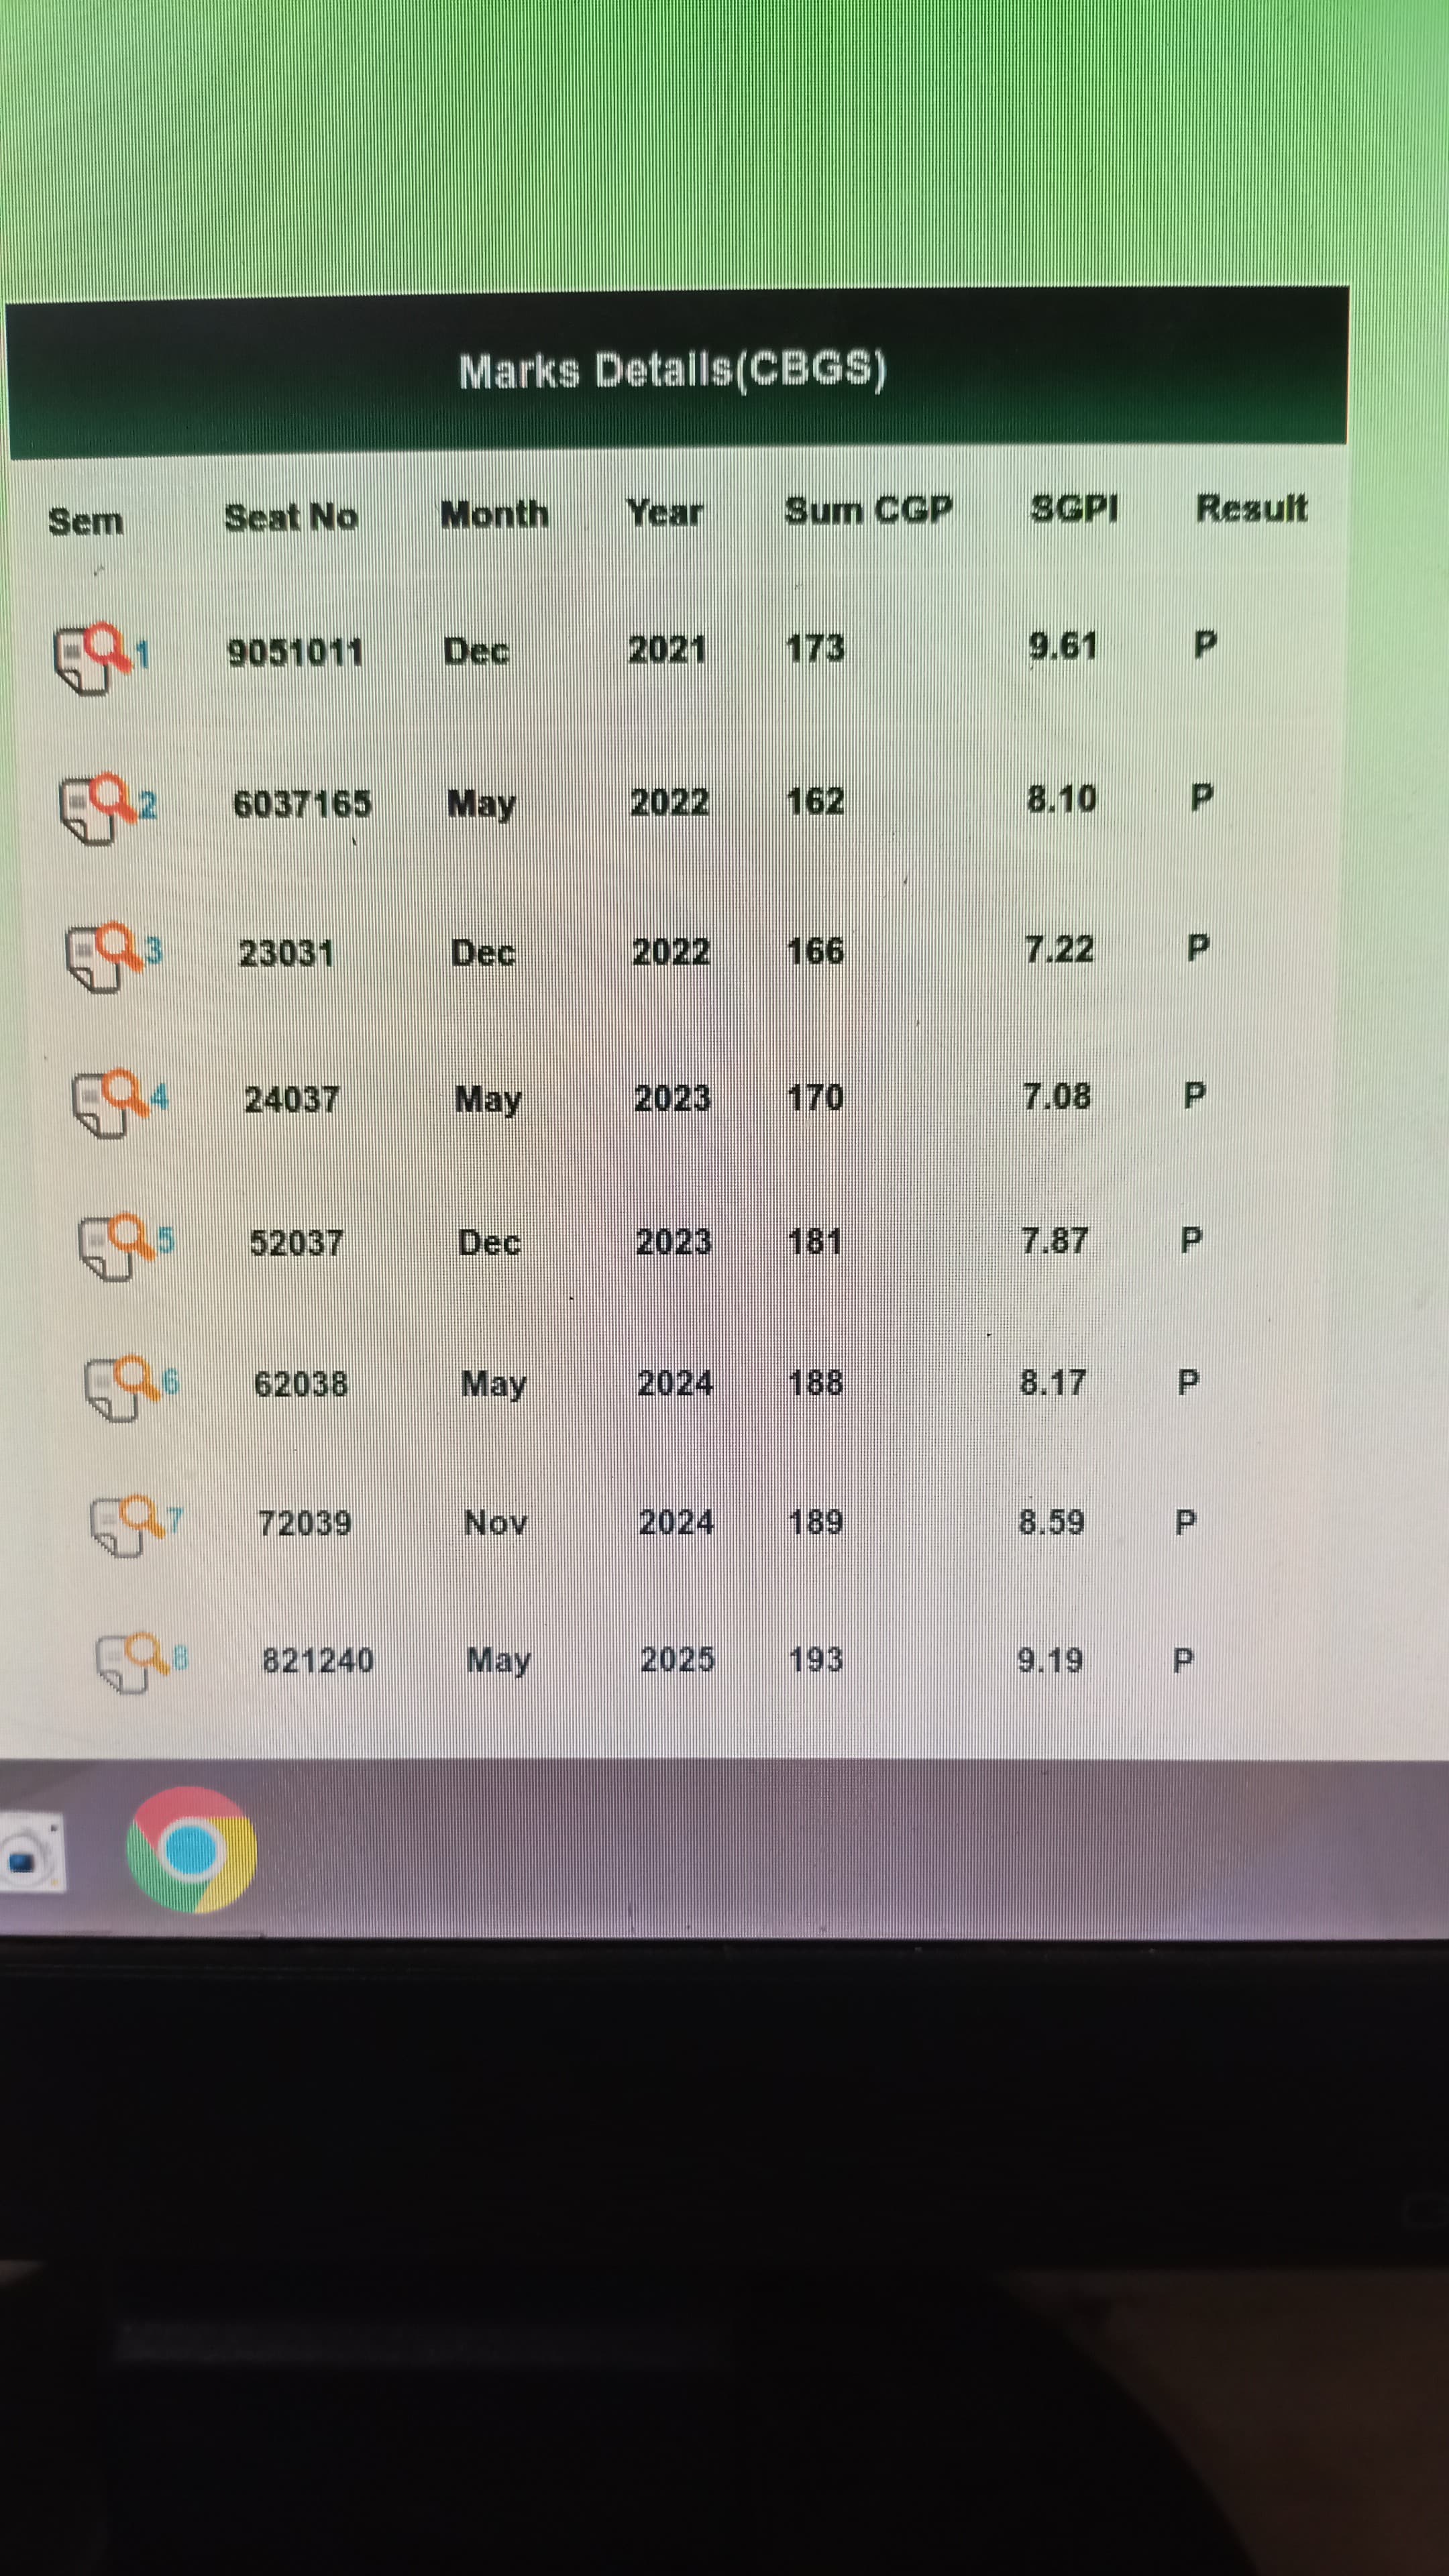 Marks Details(CBGS)
Sem Seat No Month Year Sum CGP SGPI Result
1 9051011 Dec 2021 173 9.61 P
2 6037165 May 2022 162 8.10 P
3 23031 Dec 2022 166 7.22 P
4 24037 May 2023 170 7.08 P
5 52037 Dec 2023 181 7.87 P
6 62038 May 2024 188 8.17 P
7 72039 Nov 2024 189 8.59 P
8 821240 May 2025 193 9.19 P